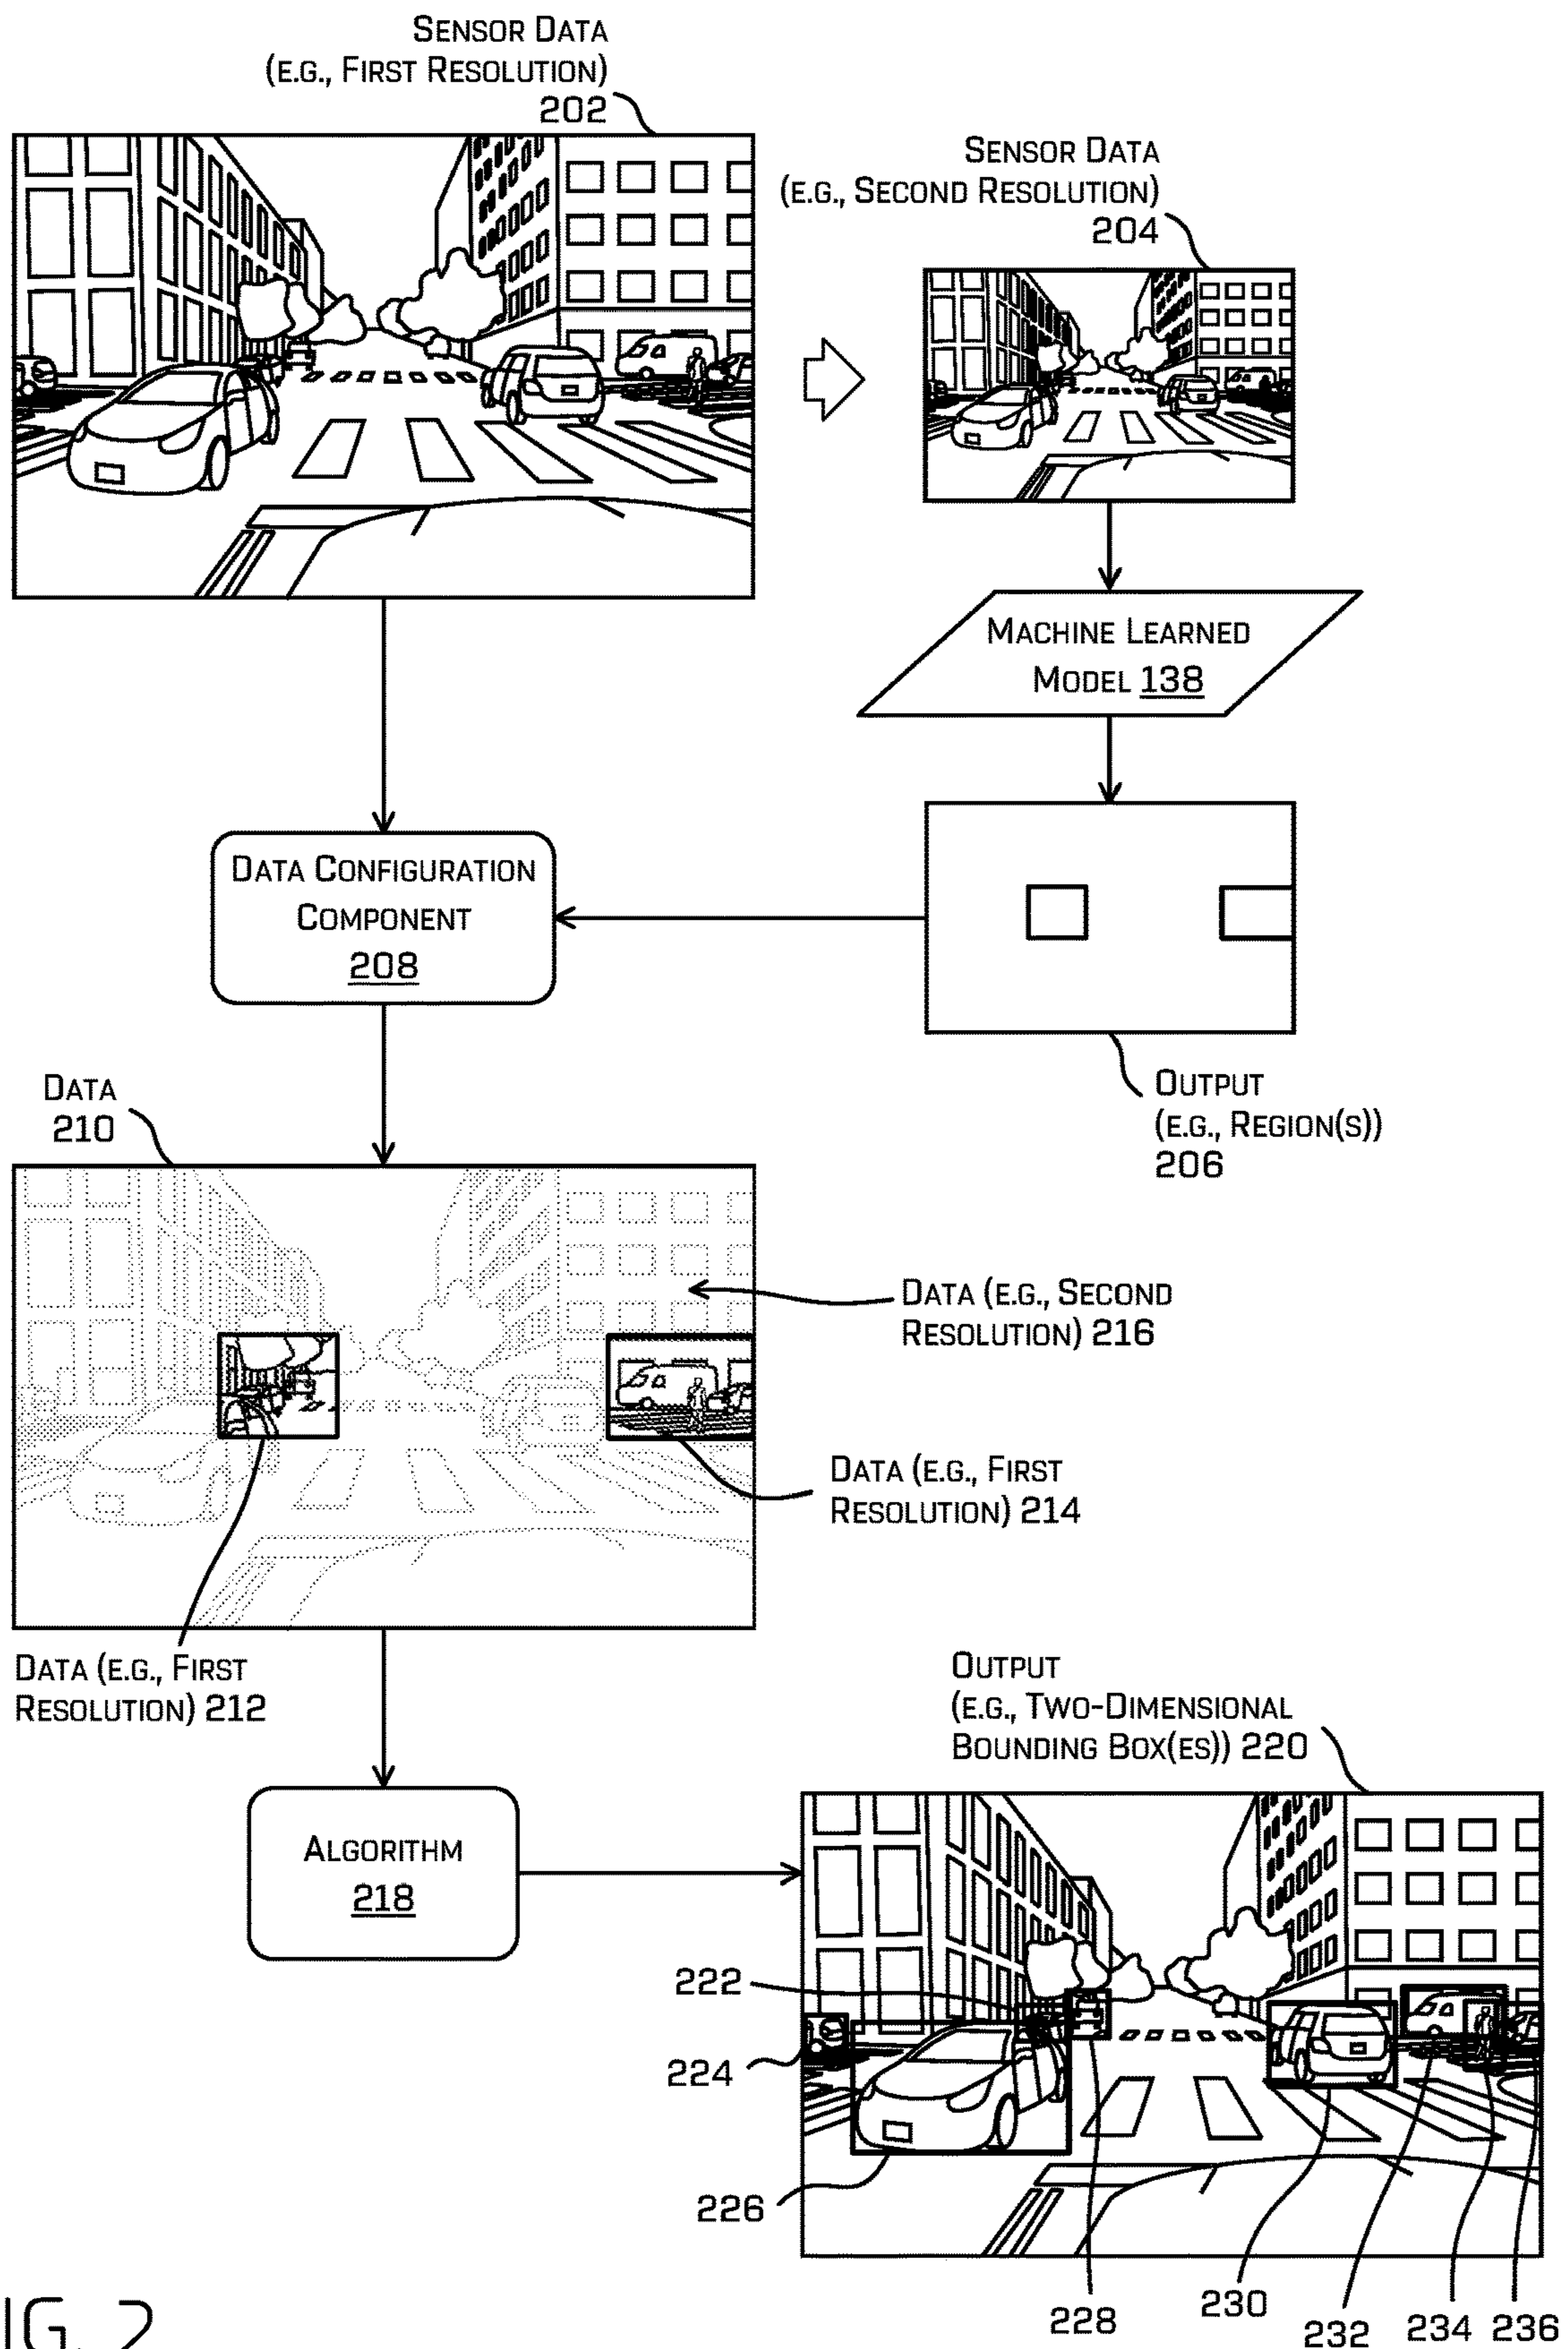 SENSOR DATA
(E.G., FIRST RESOLUTION)
202
SENSOR DATA
(E.G., SECOND RESOLUTION)
204
MACHINE LEARNED
MODEL 138
DATA CONFIGURATION
COMPONENT
208
OUTPUT
(E.G., REGION(S))
206
DATA
210
DATA (E.G., SECOND
RESOLUTION) 216
DATA (E.G., FIRST
RESOLUTION) 214
DATA (E.G., FIRST
RESOLUTION) 212
OUTPUT
(E.G., TWO-DIMENSIONAL
BOUNDING BOX(ES)) 220
ALGORITHM
218
222
224
226
228
230
232
234
236
IG. 2